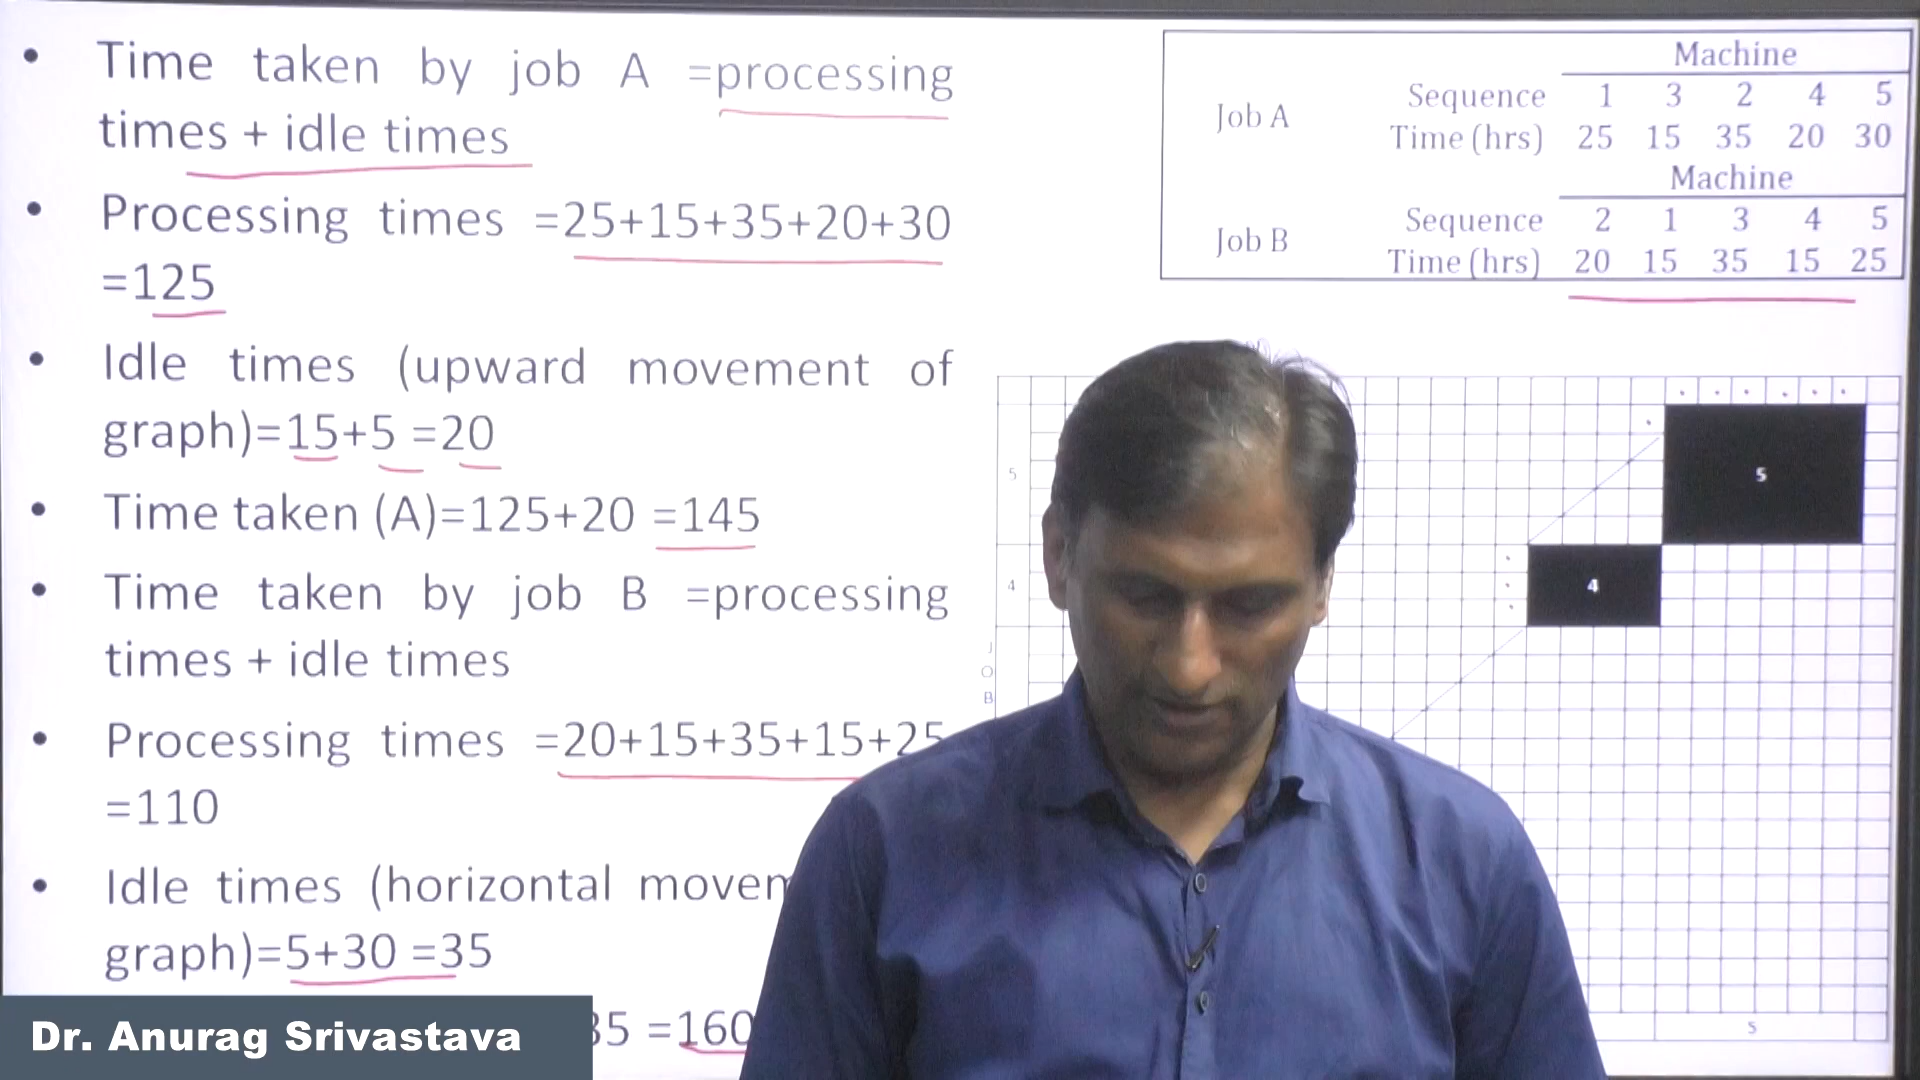 • Time taken by job A =processing
times + idle times
• Processing times =25+15+35+20+30
=125
• Idle times (upward movement of
graph)=15+5 =20
• Time taken (A)=125+20 =145
• Time taken by job B =processing
times + idle times
• Processing times =20+15+35+15+25
=110
• Idle times (horizontal
graph)=5+30 =35
=160
Machine
Job A
Sequence 1 3 2 4 5
Time (hrs) 25 15 35 20 30
Machine
Job B
Sequence 2 1 3 4 5
Time (hrs) 20 15 35 15 25
5
5
4
4
J
O
B
5
Dr. Anurag Srivastava